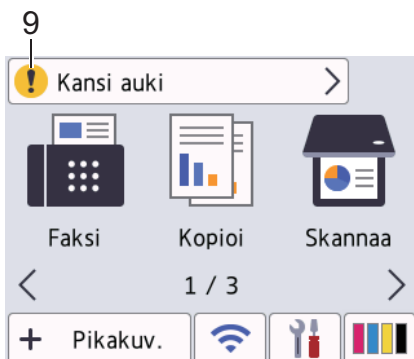 9
! Kansi auki
Faksi Kopioi Skannaa
1 / 3
+ Pikakuv.